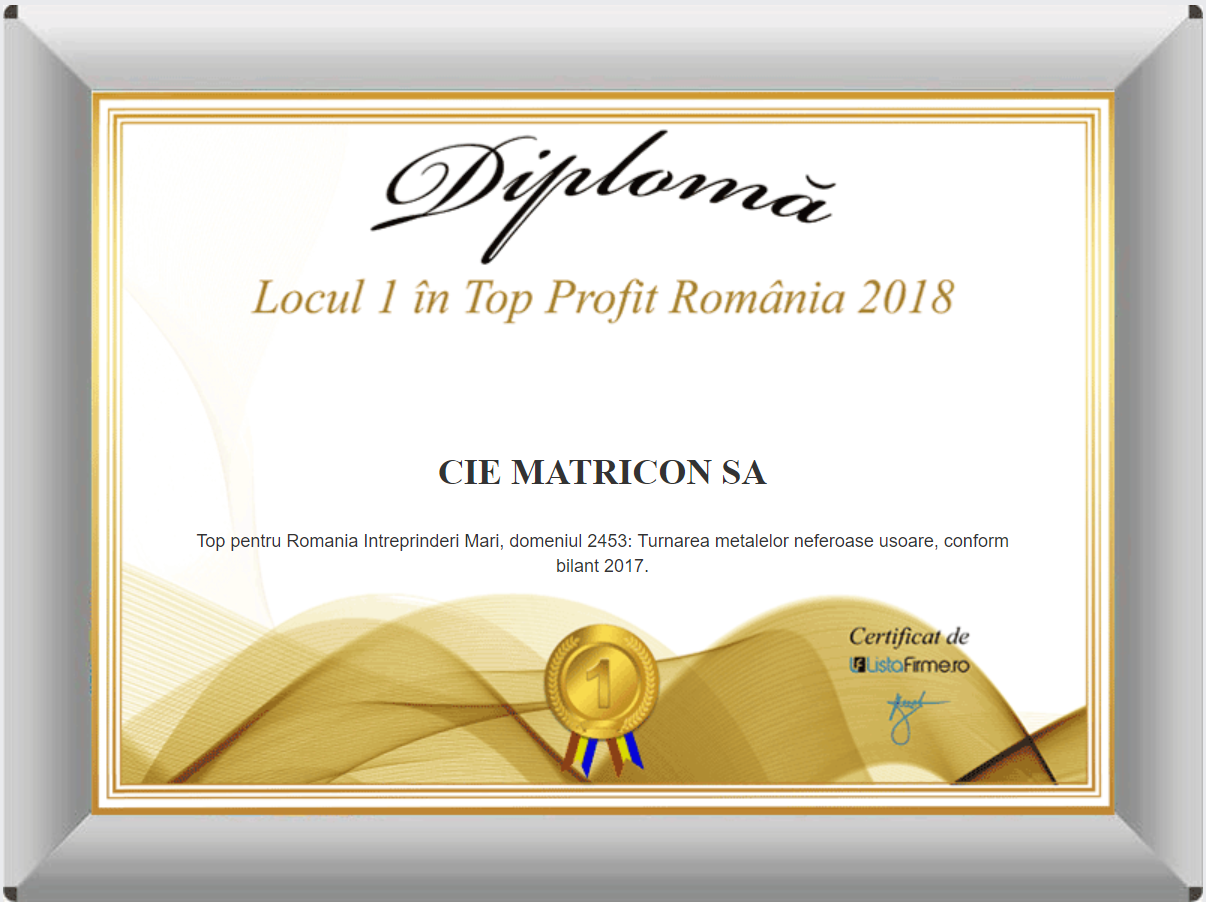 Diplomă
Locul 1 în Top Profit România 2018
CIE MATRICON SA
Top pentru Romania Intreprinderi Mari, domeniul 2453: Turnarea metalelor neferoase usoare, conform
bilant 2017.
1
Certificat de
LF ListaFirme.ro